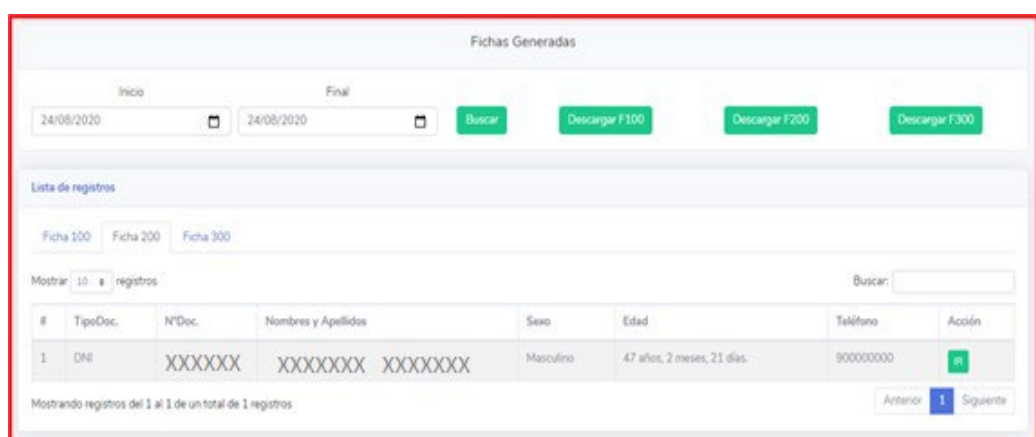 Fichas Generadas
Inicio Final
24/08/2020 24/08/2020 Buscar Descargar F100 Descargar F200 Descargar F300
Lista de registros
Ficha 100 Ficha 200 Ficha 300
Mostrar 10 registros Buscar:
# TipoDoc. N°Doc. Nombres y Apellidos Sexo Edad Teléfono Acción
1 DNI XXXXXX XXXXXXX XXXXXXX Masculino 47 años, 2 meses, 21 días. 900000000 IR
Mostrando registros del 1 al 1 de un total de 1 registros Anterior 1 Siguiente